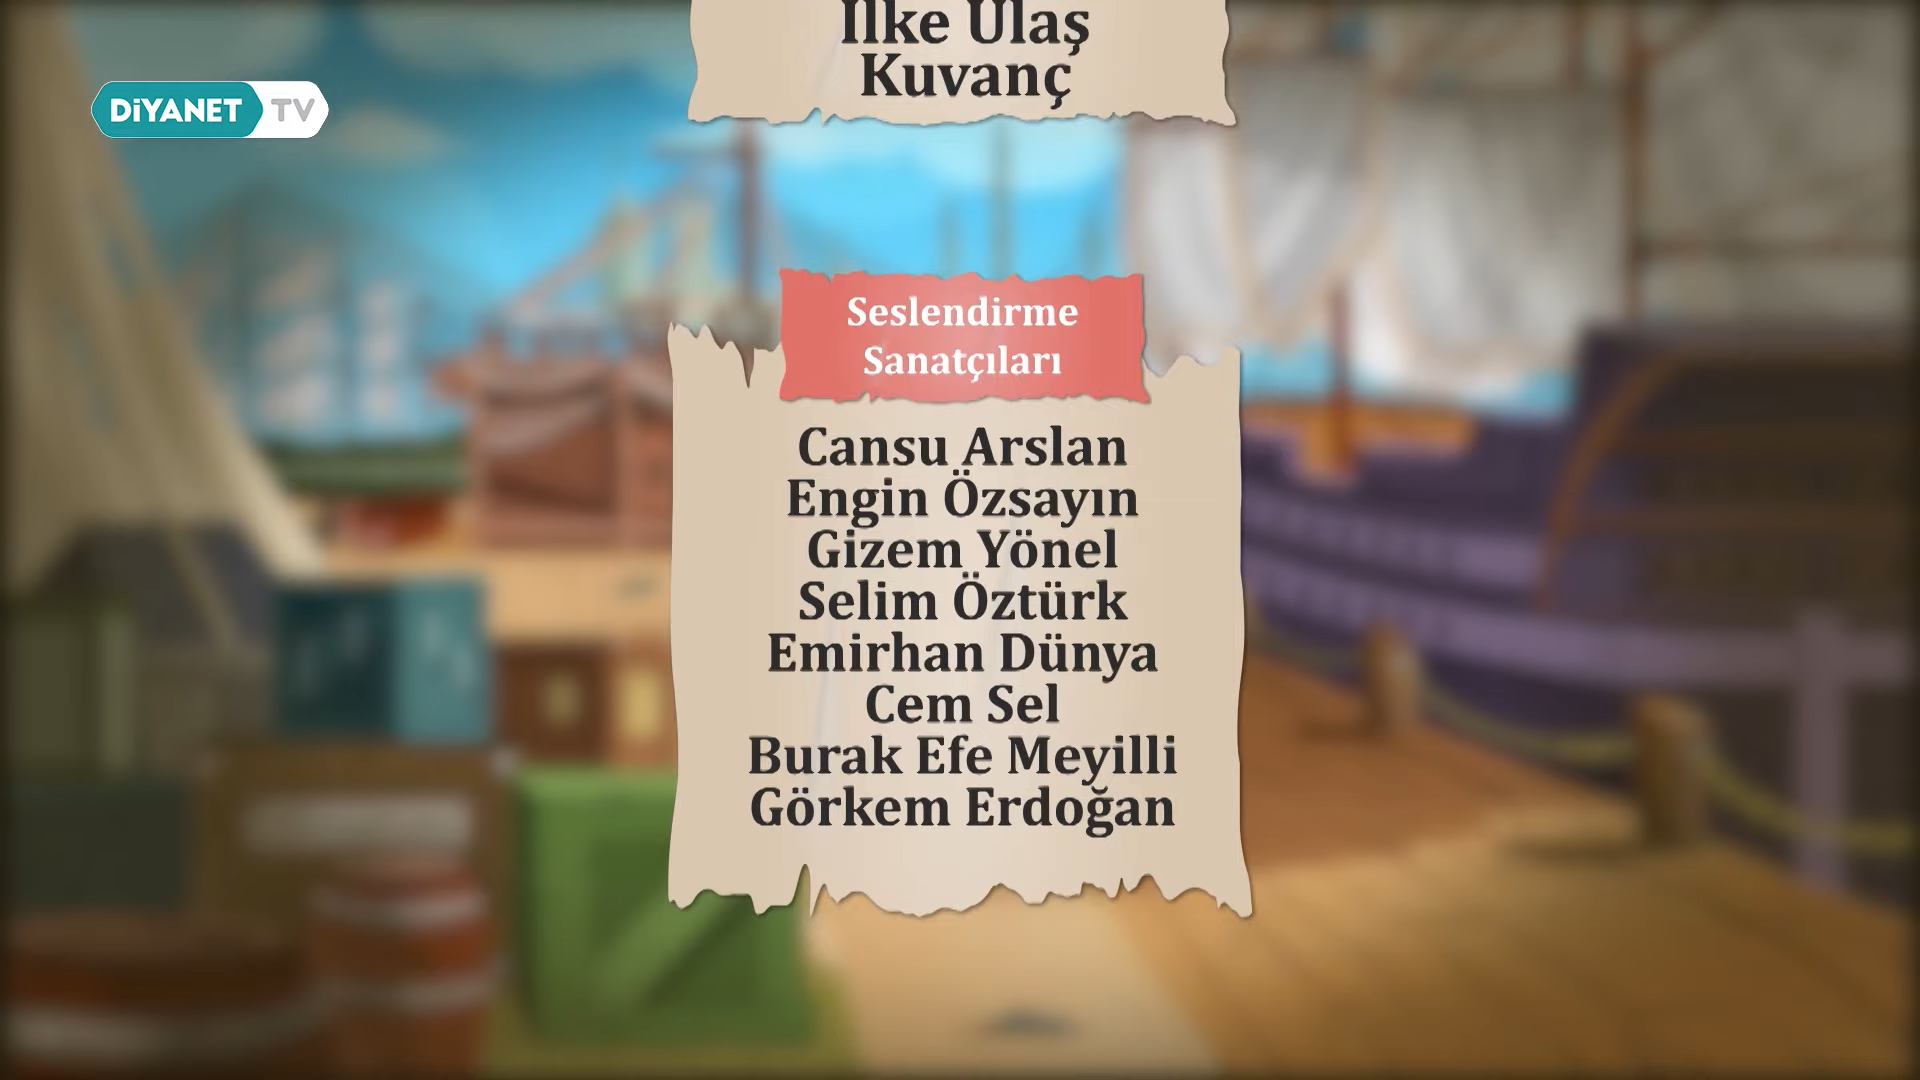 İlke Ulaş
Kuvanç
DİYANET TV
Seslendirme
Sanatçıları
Cansu Arslan
Engin Özsayın
Gizem Yönel
Selim Öztürk
Emirhan Dünya
Cem Sel
Burak Efe Meyilli
Görkem Erdoğan